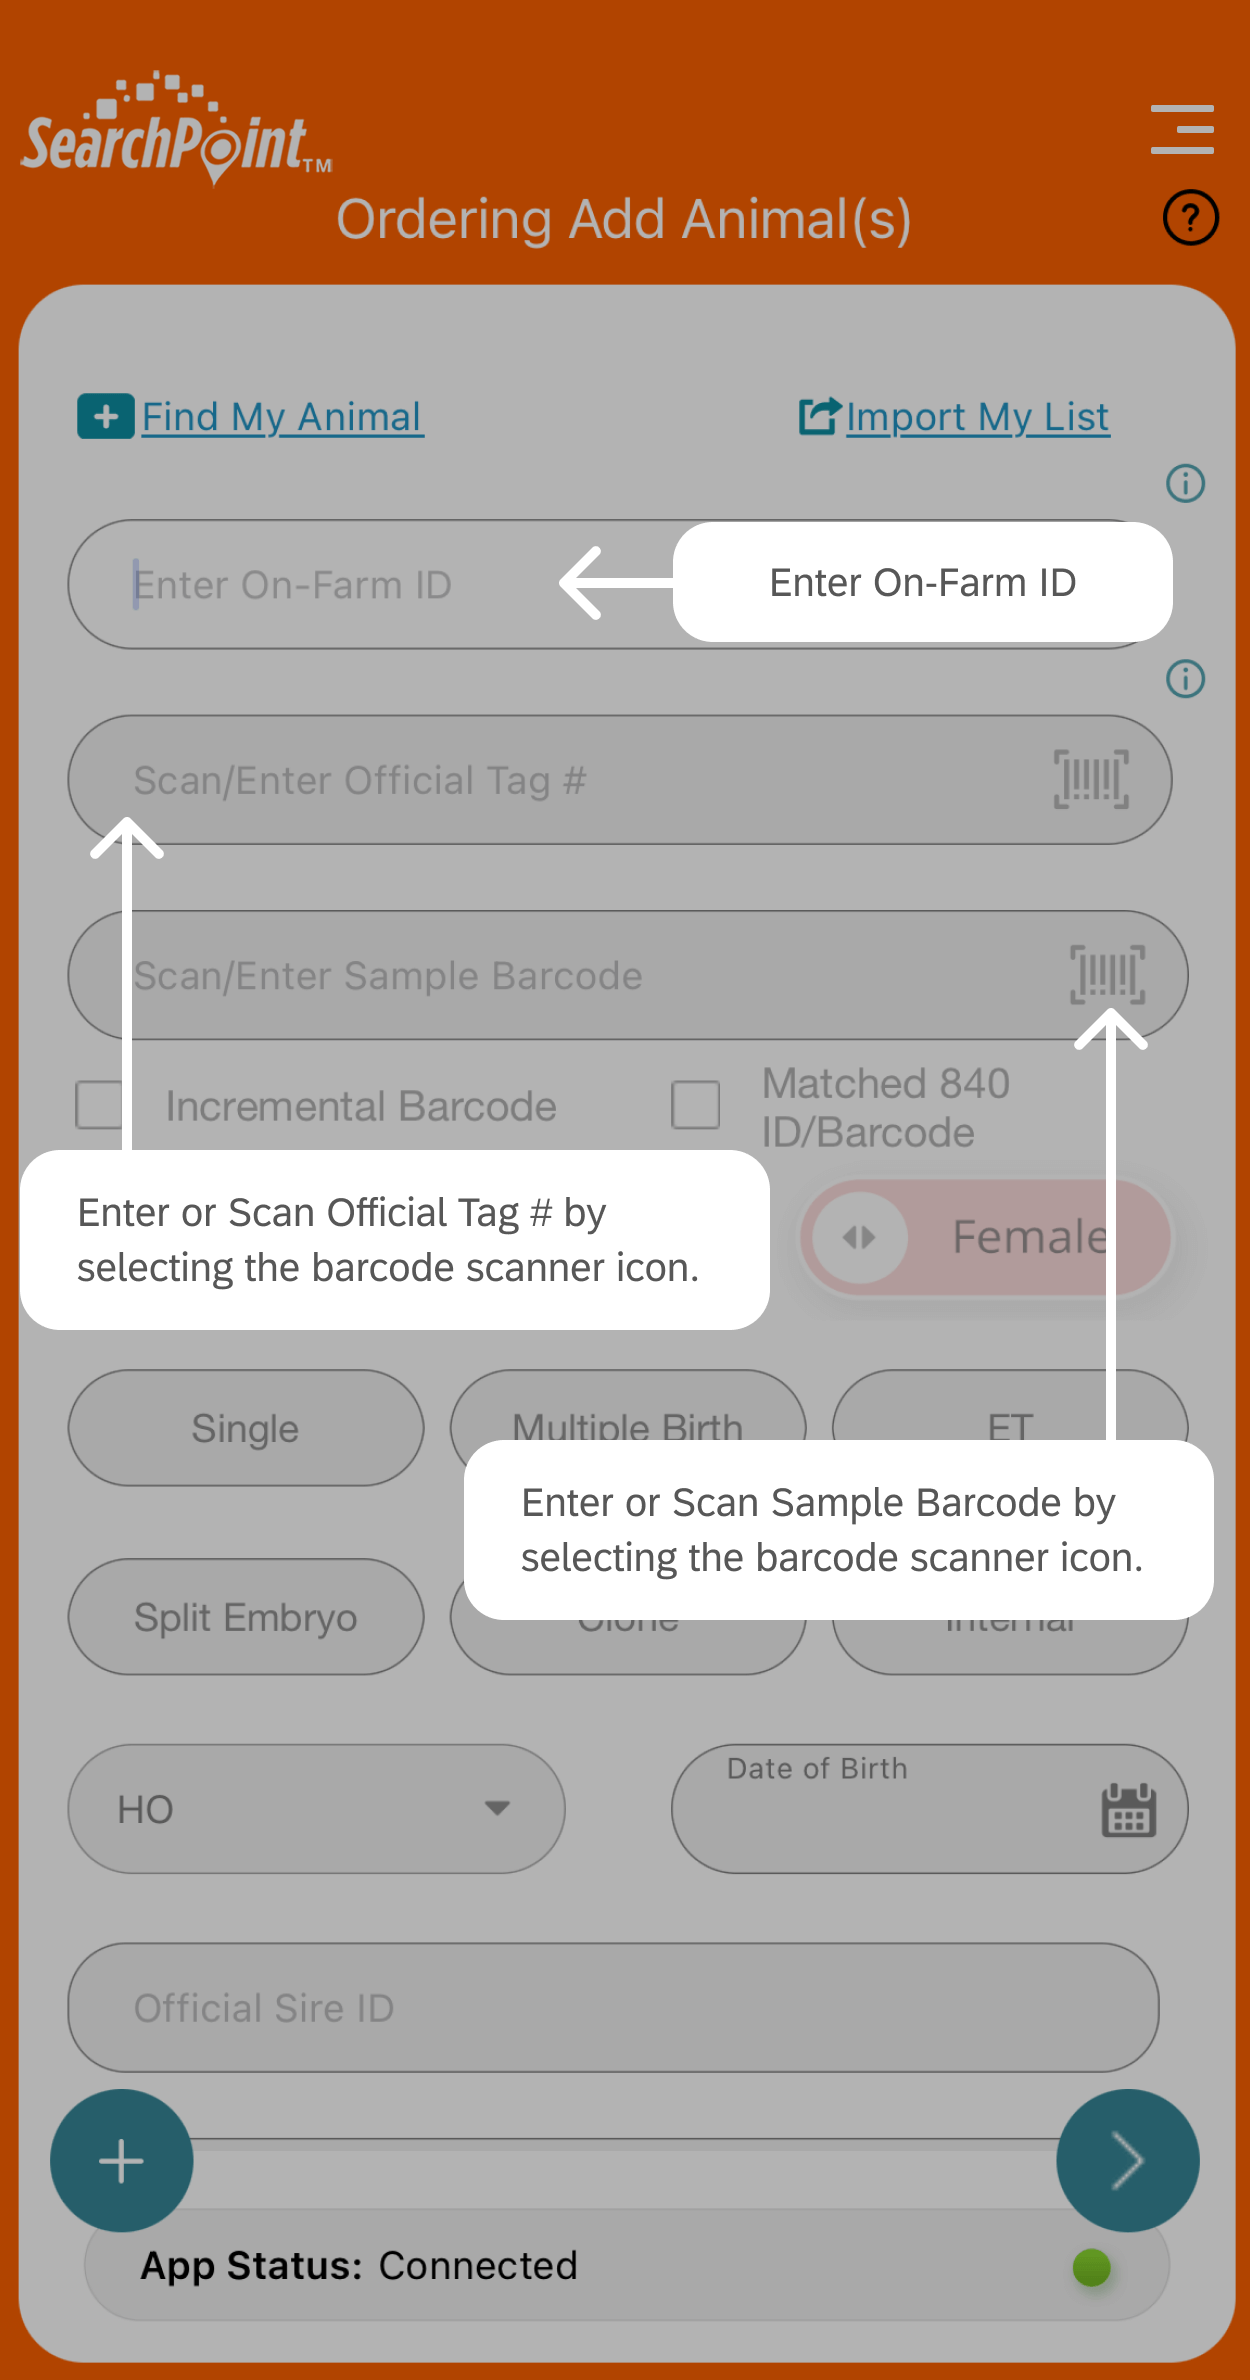 SearchPoint™
Ordering Add Animal(s)
?
Find My Animal
Import My List
Enter On-Farm ID
Enter On-Farm ID
Scan/Enter Official Tag #
Scan/Enter Sample Barcode
Incremental Barcode
Matched 840
ID/Barcode
Enter or Scan Official Tag # by
selecting the barcode scanner icon.
Female
Single
Multiple Birth
ET
Enter or Scan Sample Barcode by
selecting the barcode scanner icon.
Split Embryo
Clone
Internal
HO
Date of Birth
Official Sire ID
App Status: Connected